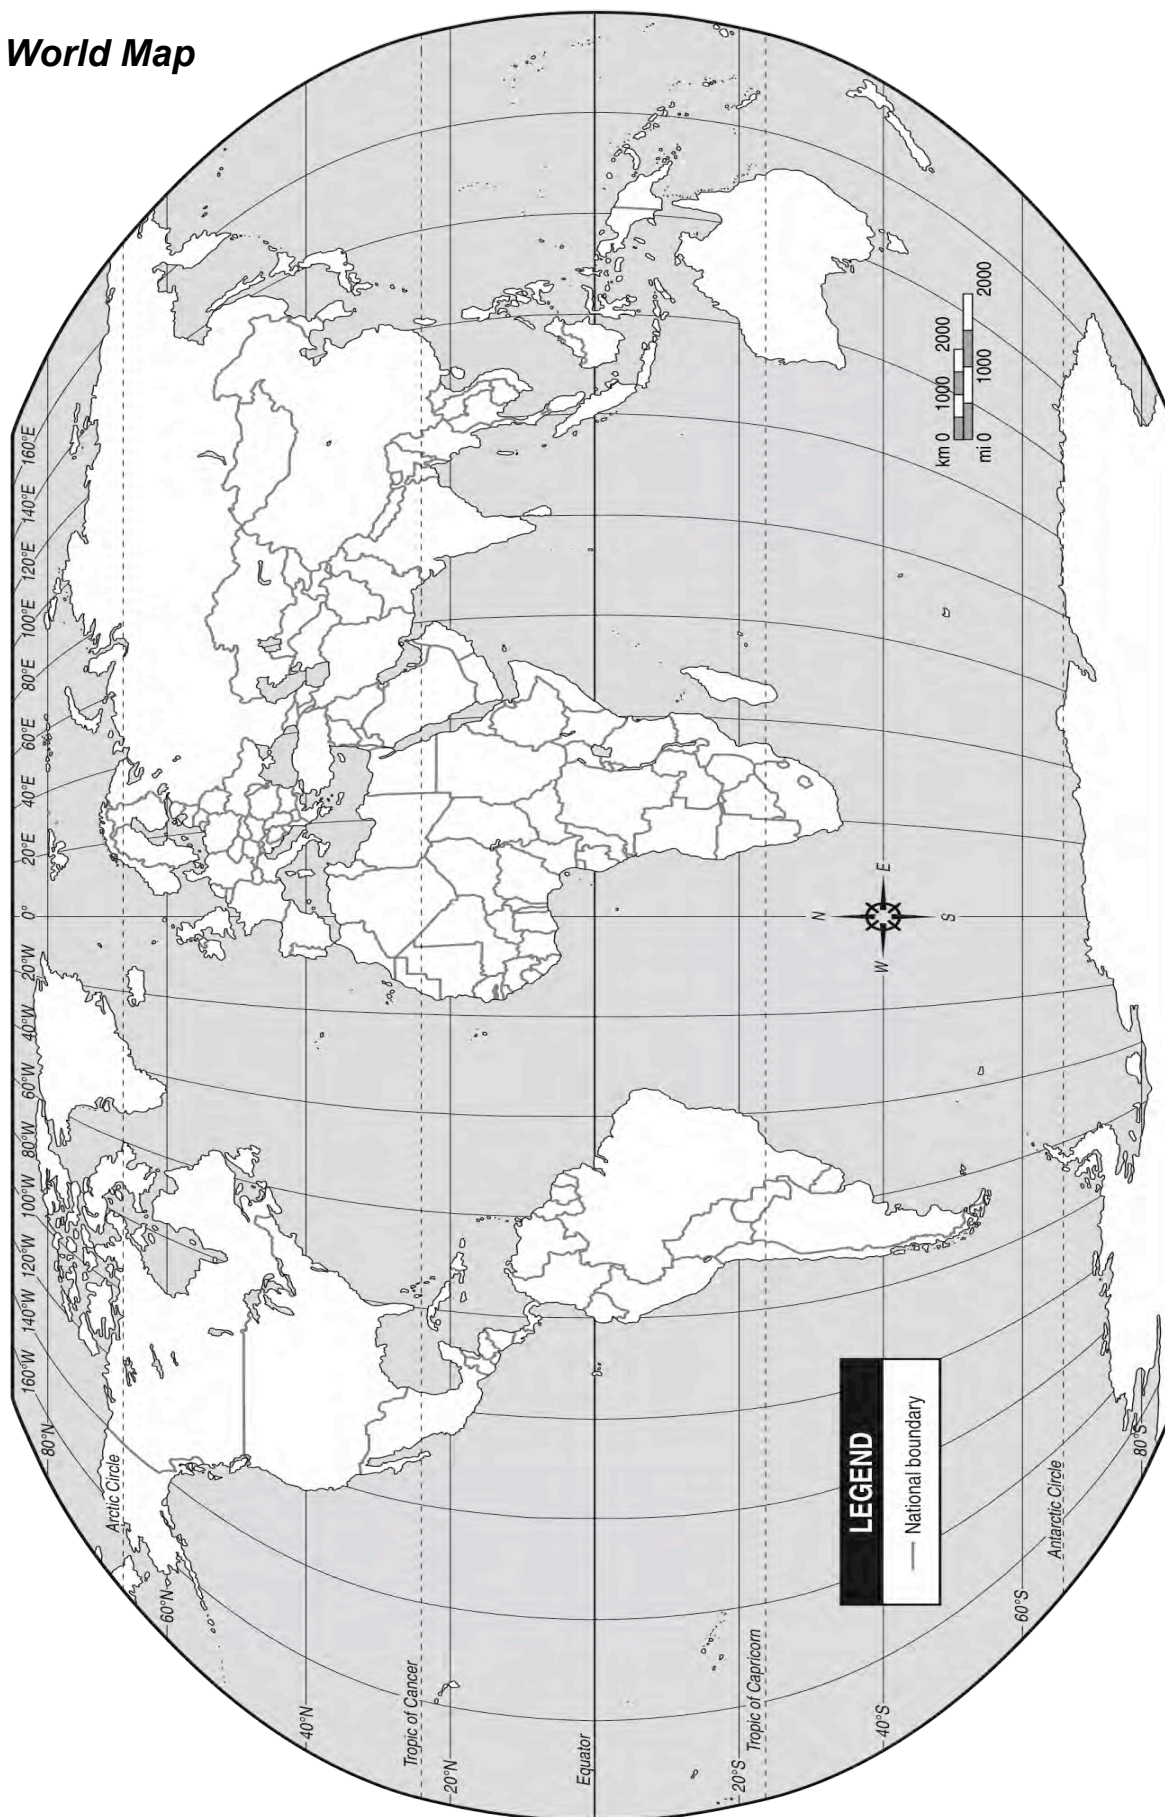 World Map
160°E
140°E
120°E
100°E
80°E
60°E
40°E
20°E
0°
20°W
40°W
60°W
80°W
100°W
120°W
140°W
160°W
80°N
Arctic Circle
60°N
40°N
Tropic of Cancer
20°N
Equator
20°S
Tropic of Capricorn
40°S
60°S
Antarctic Circle
80°S
N
E
S
W
km 0 1000 2000
mi 0 1000 2000
LEGEND
National boundary